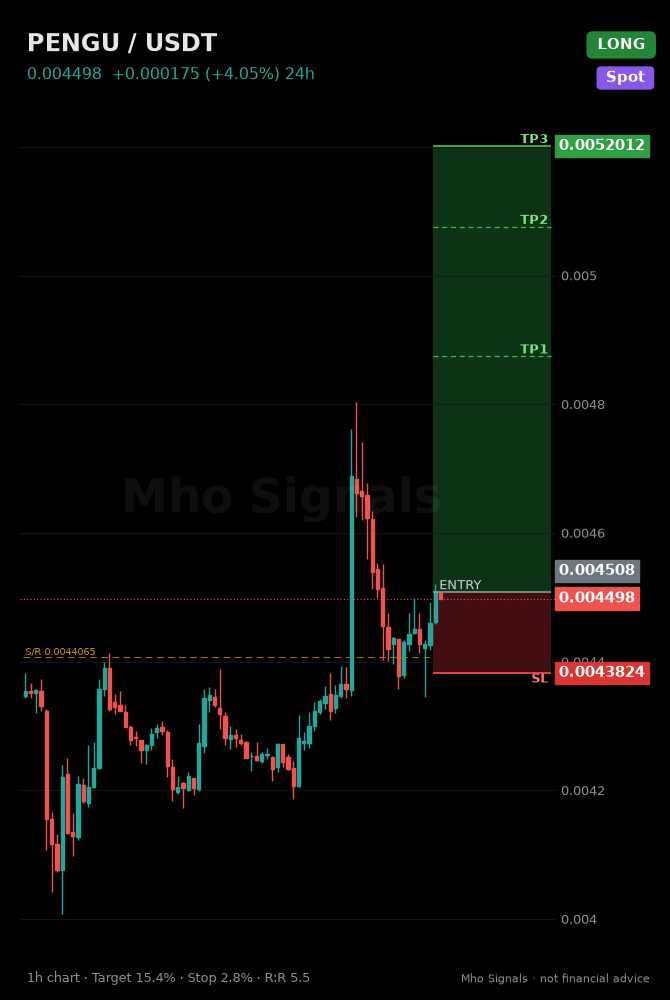 PENGU / USDT
LONG
0.004498 +0.000175 (+4.05%) 24h
Spot
TP3
0.0052012
TP2
0.005
TP1
0.0048
Mho Signals
0.0046
0.004508
ENTRY
0.004498
S/R 0.0044065
0.0044
0.0043824
SL
0.0042
0.004
1h chart · Target 15.4% · Stop 2.8% · R:R 5.5
Mho Signals · not financial advice